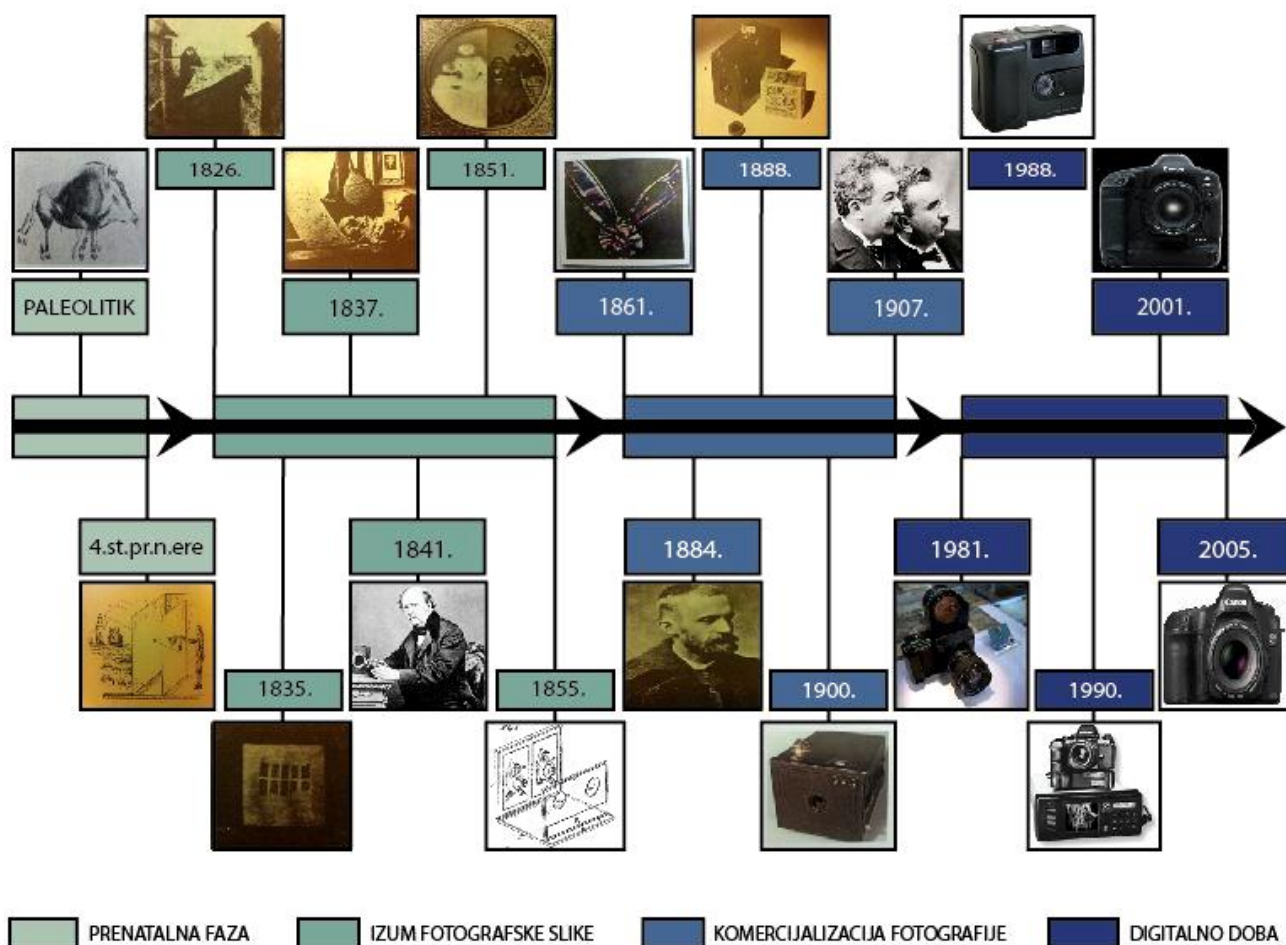 1826.
1851.
1888.
1988.
PALEOLITIK
1837.
1861.
1907.
2001.
4.st.pr.n.ere
1841.
1884.
1981.
2005.
1835.
1855.
1900.
1990.
PRENATALNA FAZA
IZUM FOTOGRAFSKE SLIKE
KOMERCIJALIZACIJA FOTOGRAFIJE
DIGITALNO DOBA